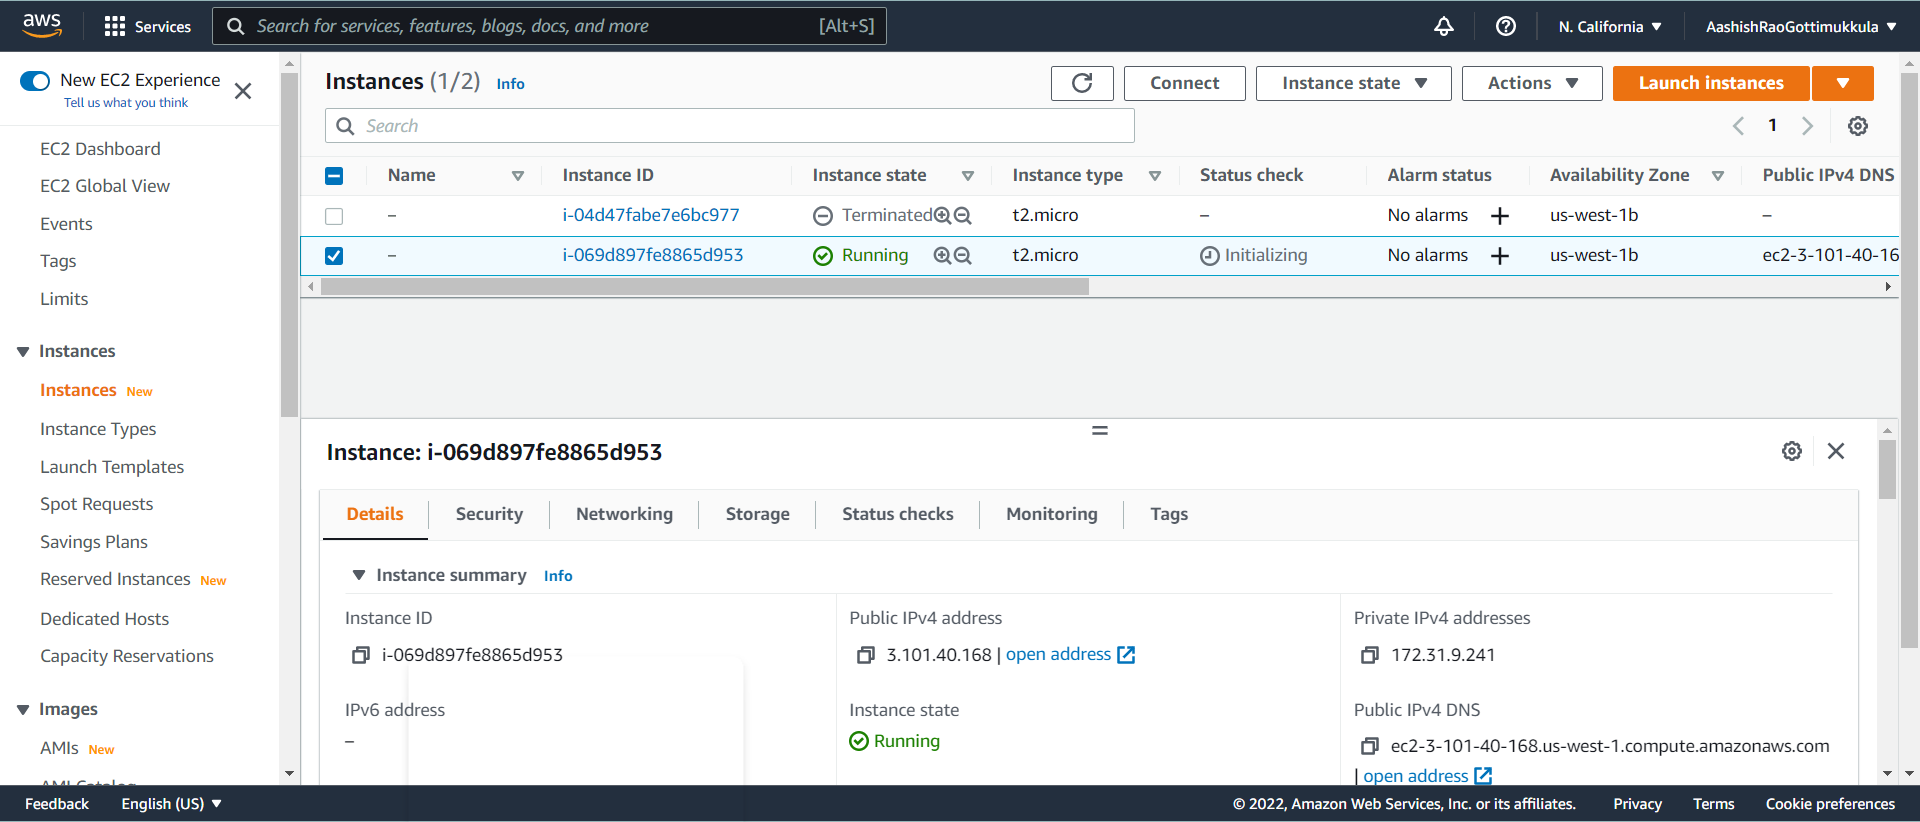 aws
Services
Search for services, features, blogs, docs, and more
[Alt+S]
N. California
AashishRaoGottimukkula
New EC2 Experience
Tell us what you think
EC2 Dashboard
EC2 Global View
Events
Tags
Limits
Instances
Instances New
Instance Types
Launch Templates
Spot Requests
Savings Plans
Reserved Instances New
Dedicated Hosts
Capacity Reservations
Images
AMIs New
AMI Catalog
Instances (1/2) Info
Connect
Instance state
Actions
Launch instances
Search
1
Name Instance ID Instance state Instance type Status check Alarm status Availability Zone Public IPv4 DNS
– i-04d47fabe7e6bc977 Terminated t2.micro – No alarms + us-west-1b –
– i-069d897fe8865d953 Running t2.micro Initializing No alarms + us-west-1b ec2-3-101-40-16
Instance: i-069d897fe8865d953
Details Security Networking Storage Status checks Monitoring Tags
Instance summary Info
Instance ID
i-069d897fe8865d953
Public IPv4 address
3.101.40.168 | open address
Private IPv4 addresses
172.31.9.241
IPv6 address
–
Instance state
Running
Public IPv4 DNS
ec2-3-101-40-168.us-west-1.compute.amazonaws.com
| open address
Feedback English (US) © 2022, Amazon Web Services, Inc. or its affiliates. Privacy Terms Cookie preferences